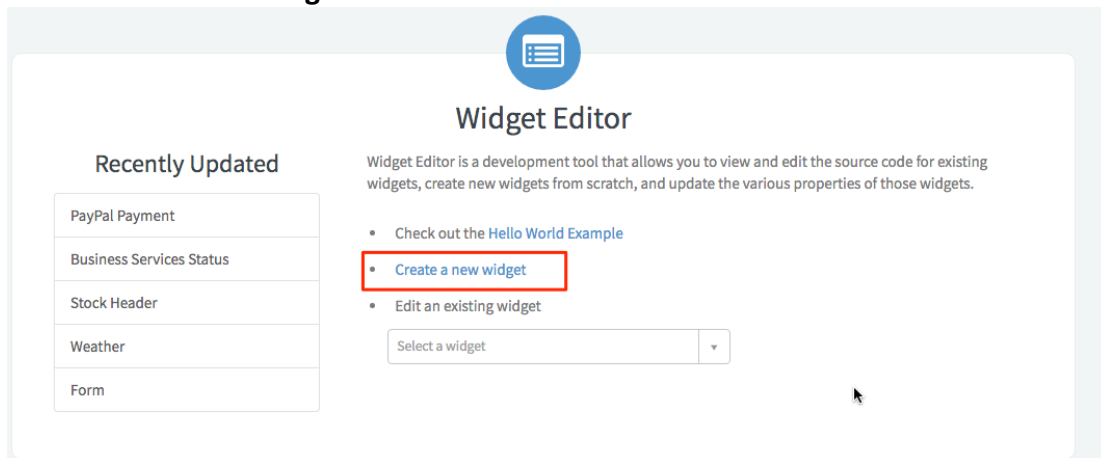 Widget Editor
Recently Updated
PayPal Payment
Business Services Status
Stock Header
Weather
Form
Widget Editor is a development tool that allows you to view and edit the source code for existing
widgets, create new widgets from scratch, and update the various properties of those widgets.
• Check out the Hello World Example
• Create a new widget
• Edit an existing widget
Select a widget